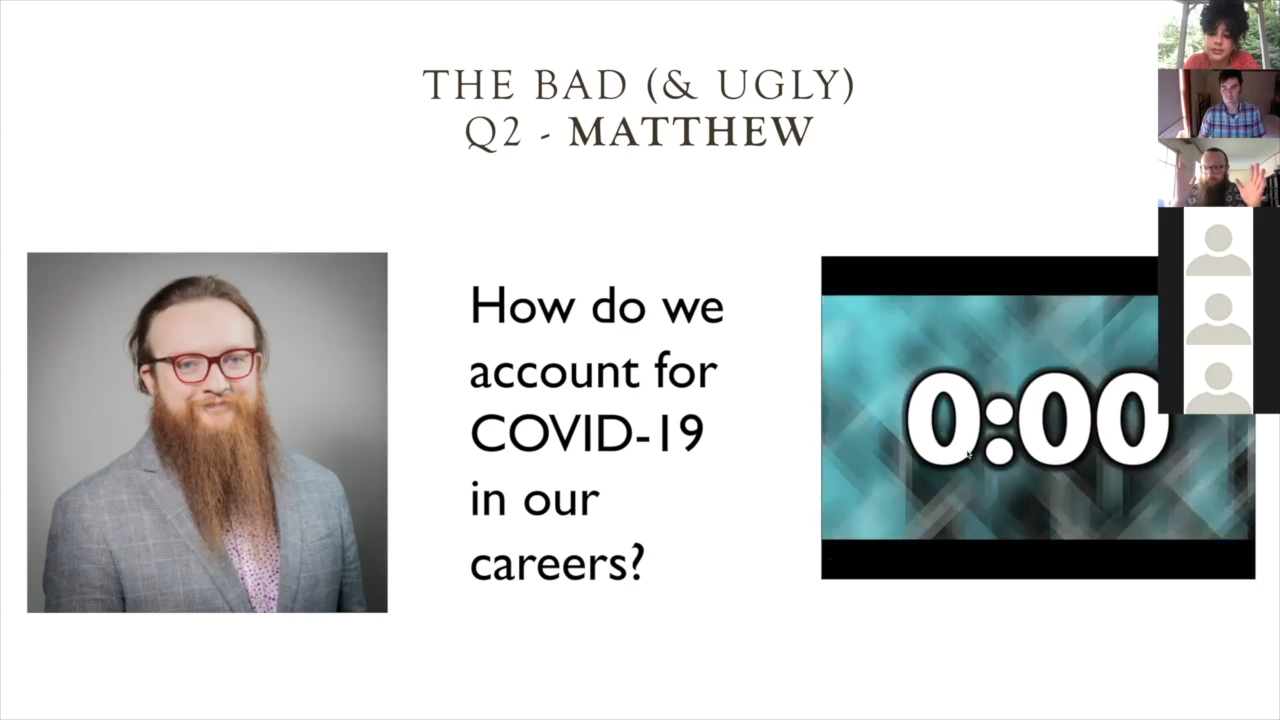 THE BAD (& UGLY)
Q2 - MATTHEW
How do we
account for
COVID-19
in our
careers?
0:00